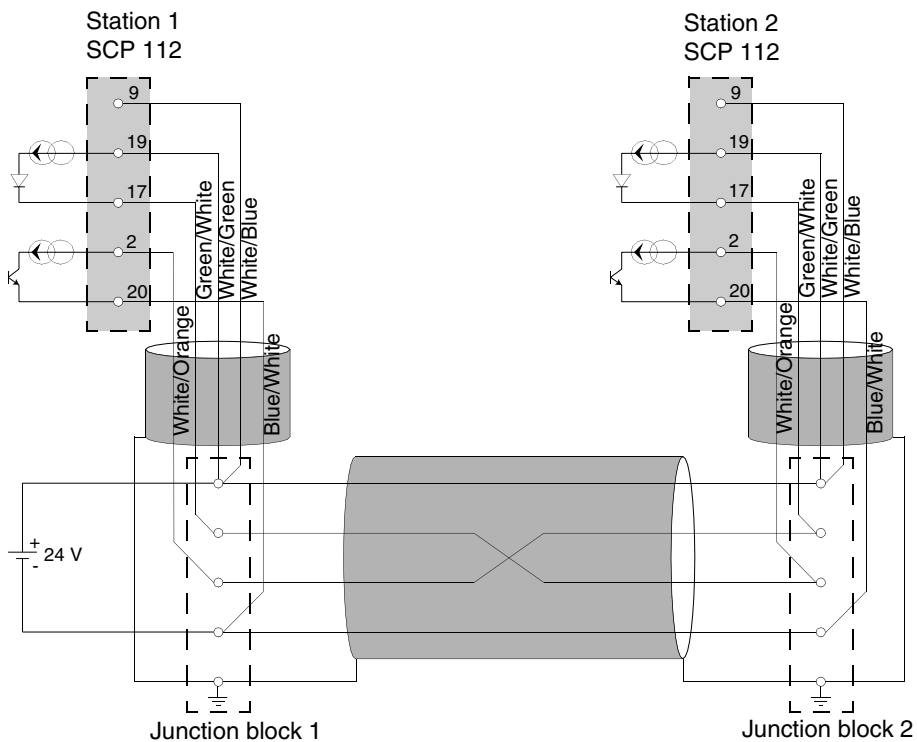 Station 1
SCP 112
Station 2
SCP 112
9
19
17
2
20
9
19
17
2
20
White/Orange
Green/White
White/Green
White/Blue
Blue/White
White/Orange
Green/White
White/Green
White/Blue
Blue/White
+
24 V
-
Junction block 1
Junction block 2